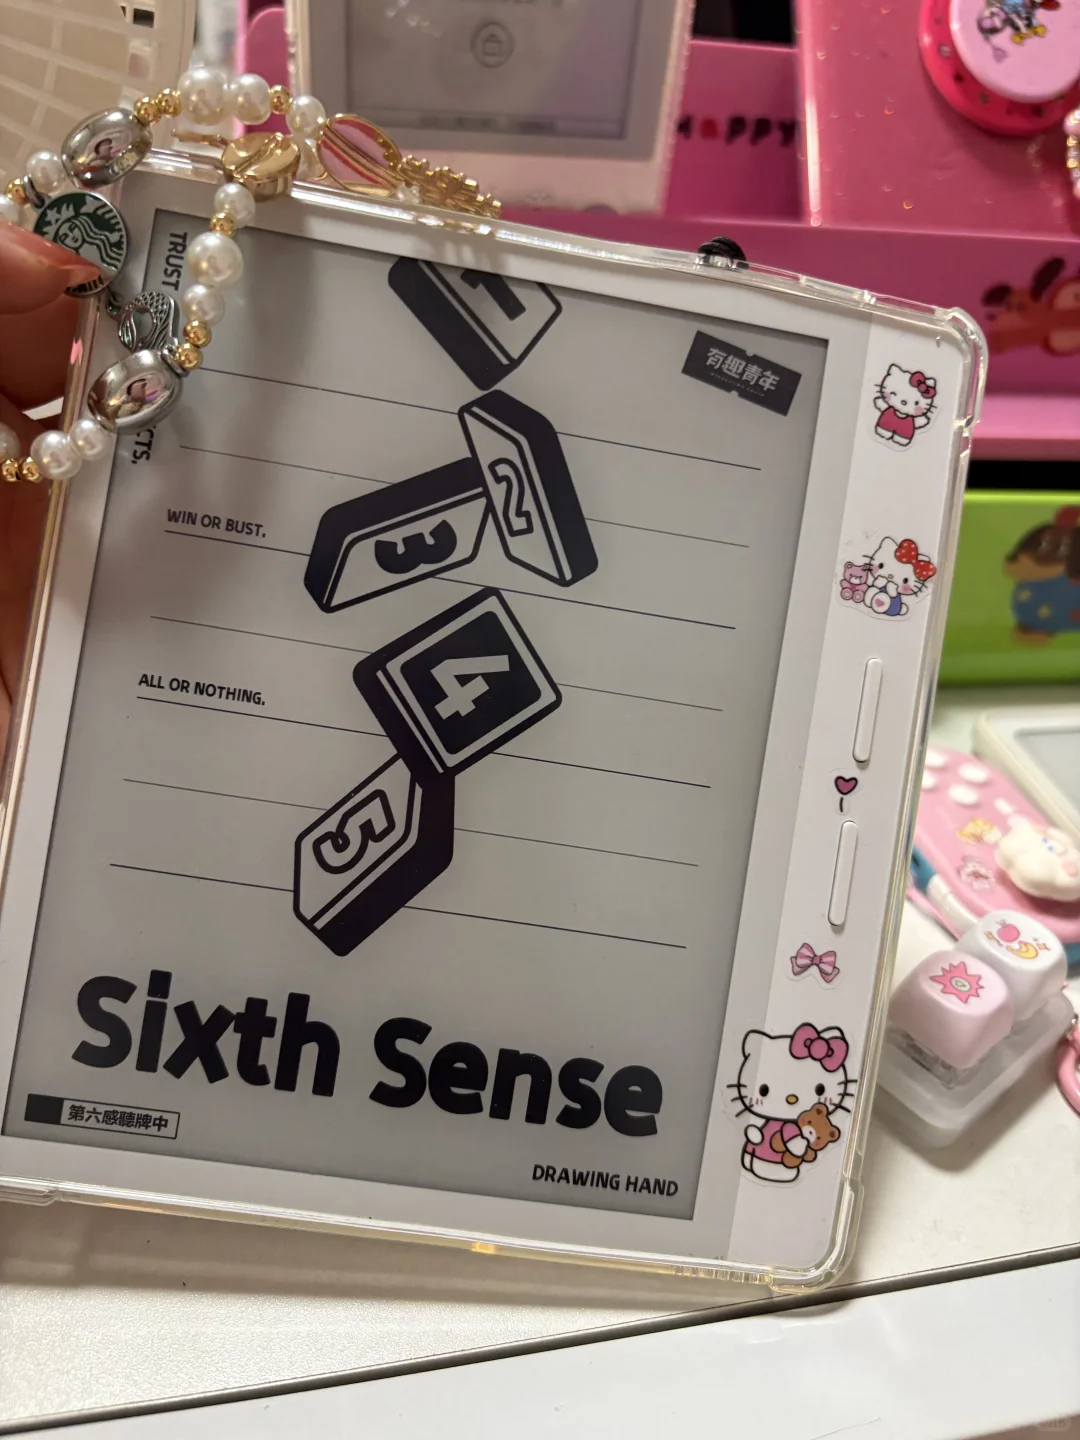 HAPPY
TRUST
CTS,
1
有趣青年
2
3
WIN OR BUST.
4
ALL OR NOTHING.
5
Sixth Sense
第六感聽牌中
DRAWING HAND